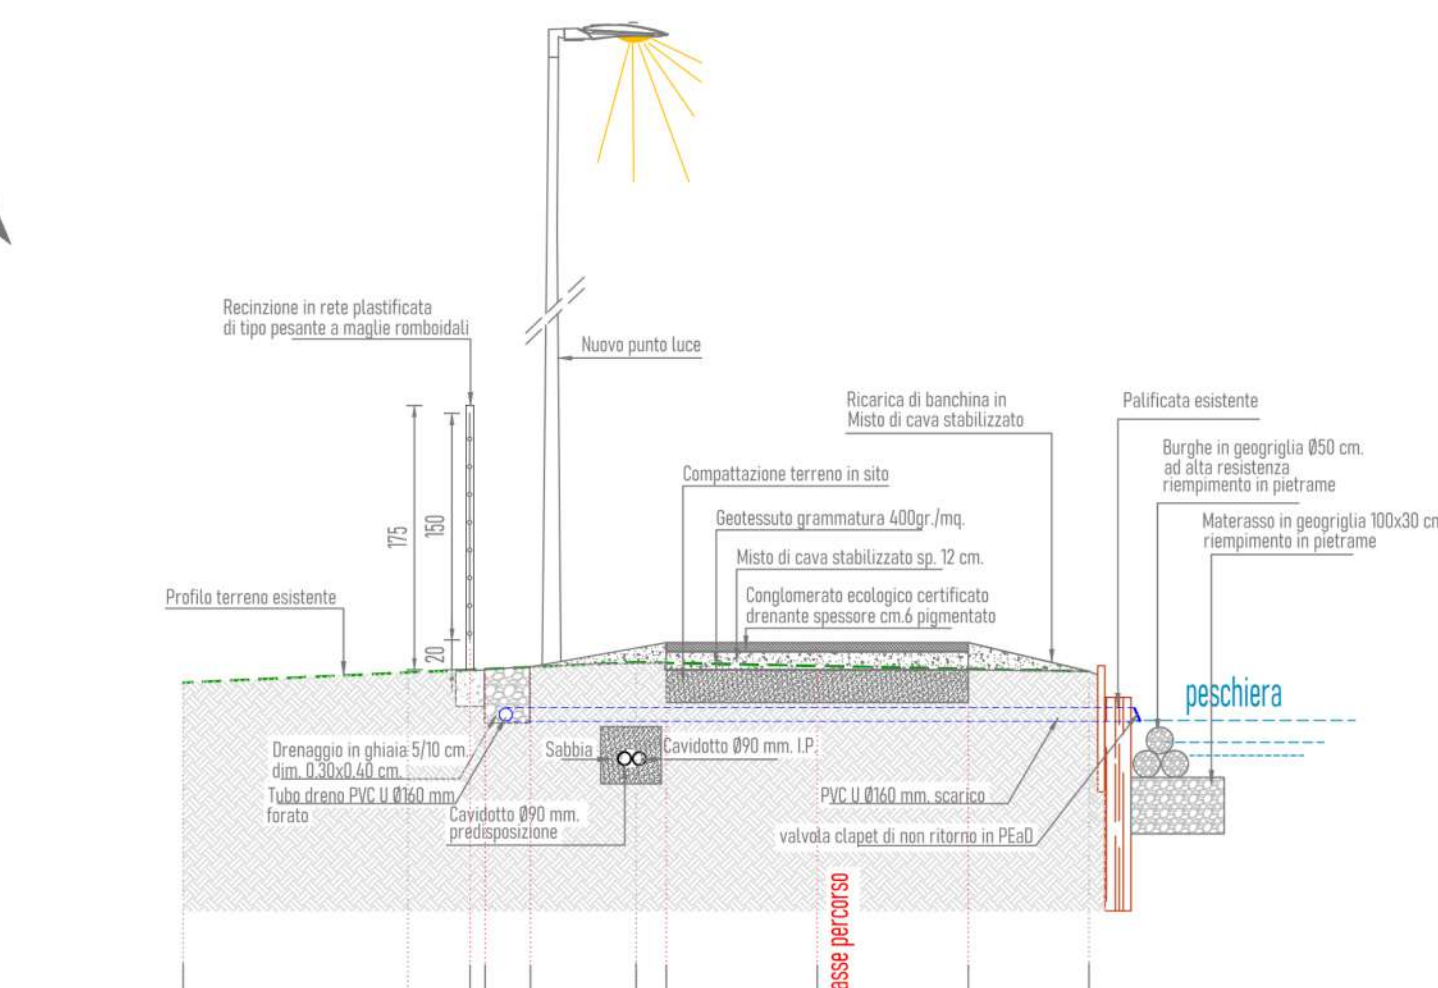 Recinzione in rete plastificata
di tipo pesante a maglie romboidali
Nuovo punto luce
Ricarica di banchina in
Misto di cava stabilizzato
Palificata esistente
Burghe in geogriglia Ø50 cm.
ad alta resistenza
riempimento in pietrame
Compattazione terreno in sito
Geotessuto grammatura 400gr./mq.
Materasso in geogriglia 100x30 cm
riempimento in pietrame
175
150
20
Misto di cava stabilizzato sp. 12 cm.
Profilo terreno esistente
Conglomerato ecologico certificato
drenante spessore cm.6 pigmentato
peschiera
Drenaggio in ghiaia 5/10 cm.
dim. 0.30x0.40 cm.
Sabbia
Cavidotto Ø90 mm. I.P.
Tubo dreno PVC U Ø160 mm
forato
Cavidotto Ø90 mm.
predisposizione
PVC U Ø160 mm. scarico
valvola clapet di non ritorno in PEaD
asse percorso